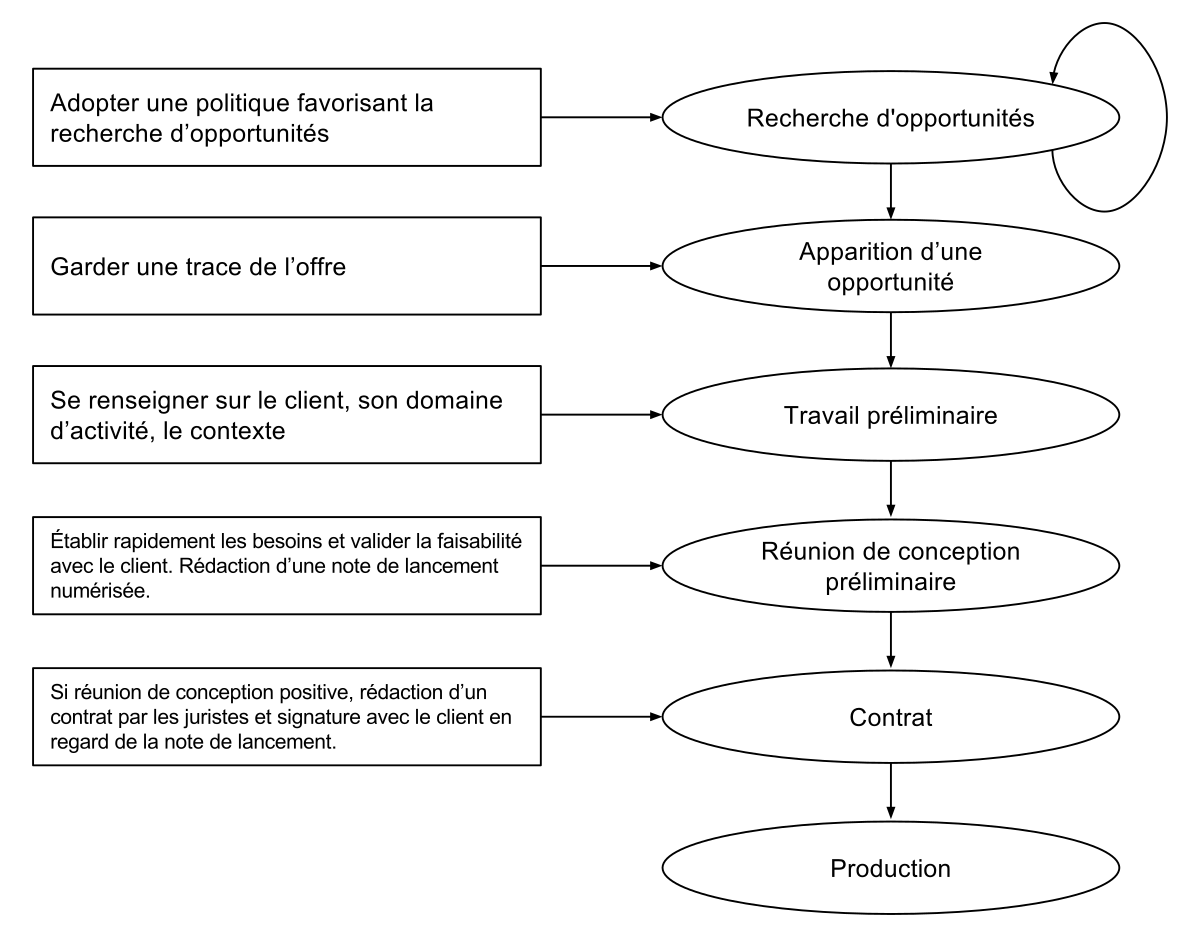 Adopter une politique favorisant la
recherche d’opportunités
Recherche d'opportunités
Garder une trace de l’offre
Apparition d’une
opportunité
Se renseigner sur le client, son domaine
d’activité, le contexte
Travail préliminaire
Établir rapidement les besoins et valider la faisabilité
avec le client. Rédaction d’une note de lancement
numérisée.
Réunion de conception
préliminaire
Si réunion de conception positive, rédaction d’un
contrat par les juristes et signature avec le client en
regard de la note de lancement.
Contrat
Production